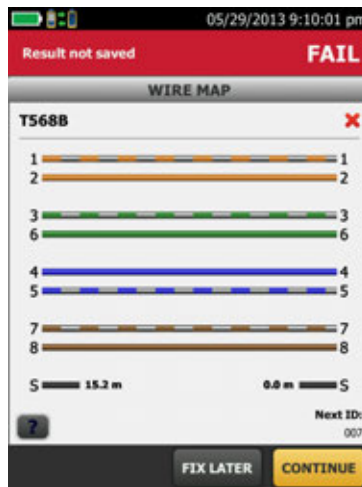 05/29/2013 9:10:01 pm
Result not saved FAIL
WIRE MAP
T568B
1 1
2 2
3 3
6 6
4 4
5 5
7 7
8 8
S 15.2 m 0.0 m S
? Next ID:
007
FIX LATER CONTINUE